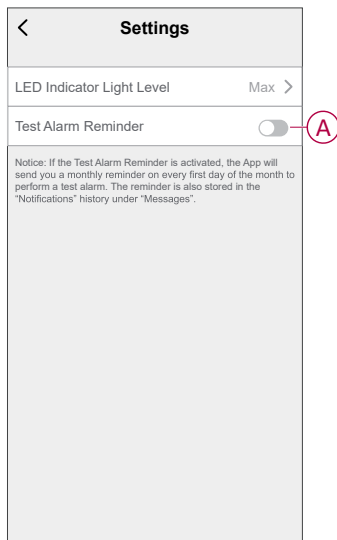 Settings
LED Indicator Light Level Max
Test Alarm Reminder
A
Notice: If the Test Alarm Reminder is activated, the App will
send you a monthly reminder on every first day of the month to
perform a test alarm. The reminder is also stored in the
“Notifications” history under “Messages”.